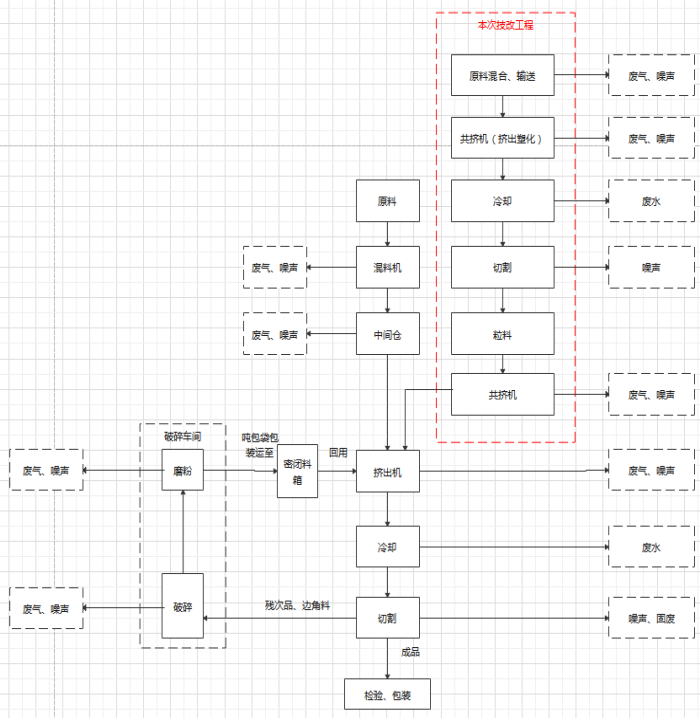 本次技改工程
原料混合、输送
废气、噪声
共挤机（挤出塑化）
废气、噪声
原料
冷却
废水
废气、噪声
混料机
切割
噪声
废气、噪声
中间仓
粒料
共挤机
废气、噪声
破碎车间
吨包袋包
装运至
废气、噪声
磨粉
密闭料
箱
回用
挤出机
废气、噪声
冷却
废水
废气、噪声
破碎
残次品、边角料
切割
噪声、固废
成品
检验、包装